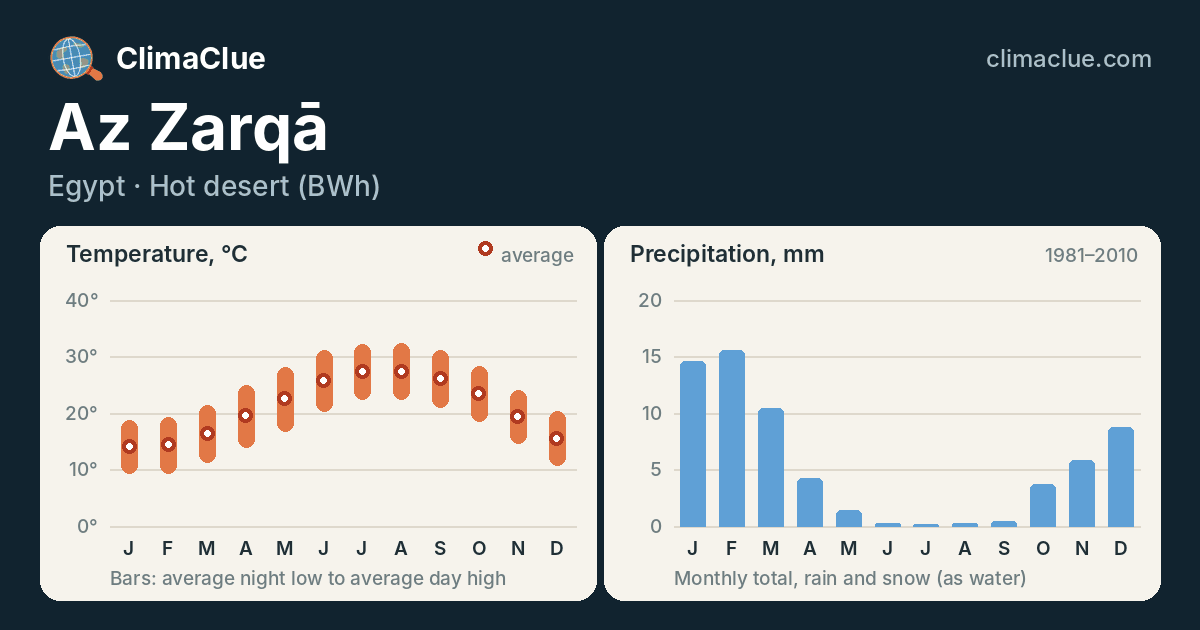 ClimaClue
climaclue.com
Az Zarqā
Egypt · Hot desert (BWh)
Temperature, °C
average
40°
30°
20°
10°
0°
J F M A M J J A S O N D
Bars: average night low to average day high
Precipitation, mm
1981–2010
20
15
10
5
0
J F M A M J J A S O N D
Monthly total, rain and snow (as water)